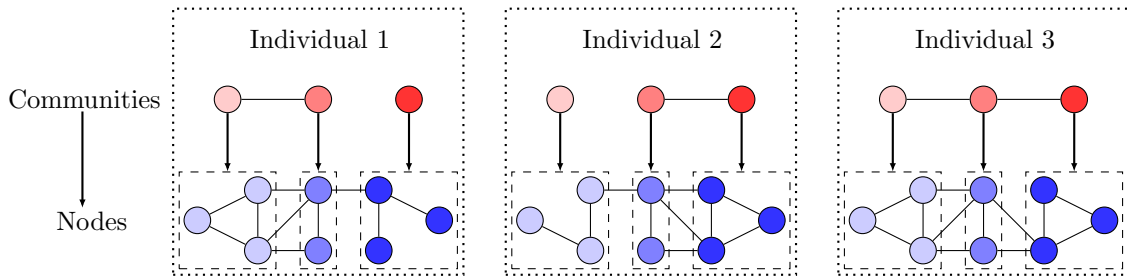 Individual 1
Individual 2
Individual 3
Communities
Nodes